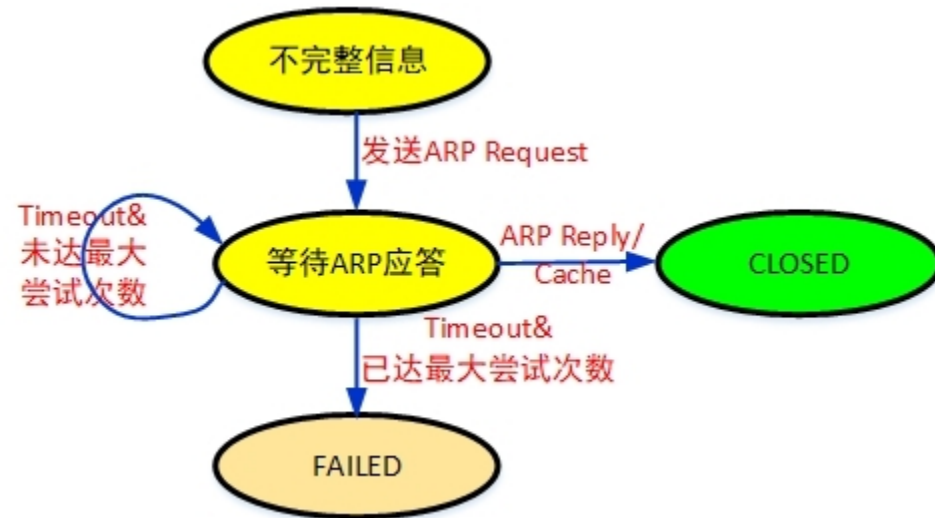 不完整信息
发送ARP Request
Timeout&
未达最大
尝试次数
等待ARP应答
ARP Reply/
Cache
CLOSED
Timeout&
已达最大尝试次数
FAILED